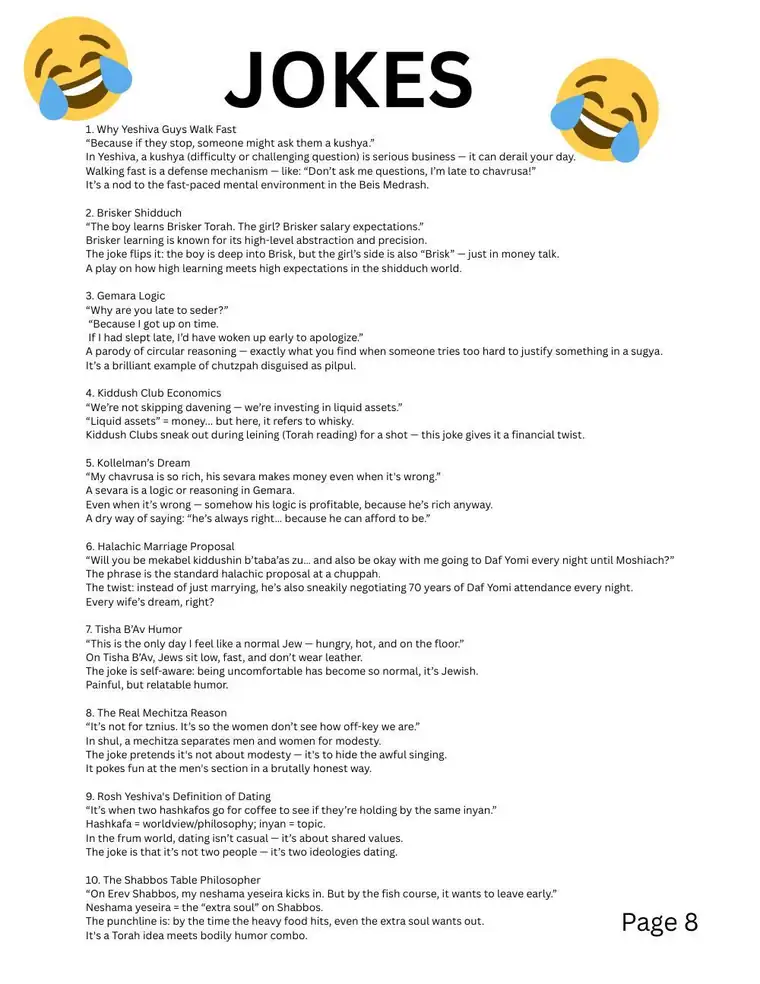 JOKES
1. Why Yeshiva Guys Walk Fast
“Because if they stop, someone might ask them a kushya.”
In Yeshiva, a kushya (difficulty or challenging question) is serious business — it can derail your day.
Walking fast is a defense mechanism — like: “Don’t ask me questions, I’m late to chavrusa!”
It’s a nod to the fast-paced mental environment in the Beis Medrash.
2. Brisker Shidduch
“The boy learns Brisker Torah. The girl? Brisker salary expectations.”
Brisker learning is known for its high-level abstraction and precision.
The joke flips it: the boy is deep into Brisk, but the girl’s side is also “Brisk” — just in money talk.
A play on how high learning meets high expectations in the shidduch world.
3. Gemara Logic
“Why are you late to seder?”
“Because I got up on time.
If I had slept late, I’d have woken up early to apologize.”
A parody of circular reasoning — exactly what you find when someone tries too hard to justify something in a sugya.
It’s a brilliant example of chutzpah disguised as pilpul.
4. Kiddush Club Economics
“We’re not skipping davening — we’re investing in liquid assets.”
“Liquid assets” = money... but here, it refers to whisky.
Kiddush Clubs sneak out during leining (Torah reading) for a shot — this joke gives it a financial twist.
5. Kollelman’s Dream
“My chavrusa is so rich, his sevara makes money even when it's wrong.”
A sevara is a logic or reasoning in Gemara.
Even when it’s wrong — somehow his logic is profitable, because he’s rich anyway.
A dry way of saying: “he’s always right... because he can afford to be.”
6. Halachic Marriage Proposal
“Will you be mekabel kiddushin b’taba’as zu... and also be okay with me going to Daf Yomi every night until Moshiach?”
The phrase is the standard halachic proposal at a chuppah.
The twist: instead of just marrying, he’s also sneakily negotiating 70 years of Daf Yomi attendance every night.
Every wife’s dream, right?
7. Tisha B’Av Humor
“This is the only day I feel like a normal Jew — hungry, hot, and on the floor.”
On Tisha B’Av, Jews sit low, fast, and don’t wear leather.
The joke is self-aware: being uncomfortable has become so normal, it’s Jewish.
Painful, but relatable humor.
8. The Real Mechitza Reason
“It’s not for tznius. It’s so the women don’t see how off-key we are.”
In shul, a mechitza separates men and women for modesty.
The joke pretends it's not about modesty — it's to hide the awful singing.
It pokes fun at the men's section in a brutally honest way.
9. Rosh Yeshiva's Definition of Dating
“It’s when two hashkafos go for coffee to see if they’re holding by the same inyan.”
Hashkafa = worldview/philosophy; inyan = topic.
In the frum world, dating isn’t casual — it’s about shared values.
The joke is that it’s not two people — it’s two ideologies dating.
10. The Shabbos Table Philosopher
“On Erev Shabbos, my neshama yeseira kicks in. But by the fish course, it wants to leave early.”
Neshama yeseira = the “extra soul” on Shabbos.
The punchline is: by the time the heavy food hits, even the extra soul wants out.
It's a Torah idea meets bodily humor combo.
Page 8